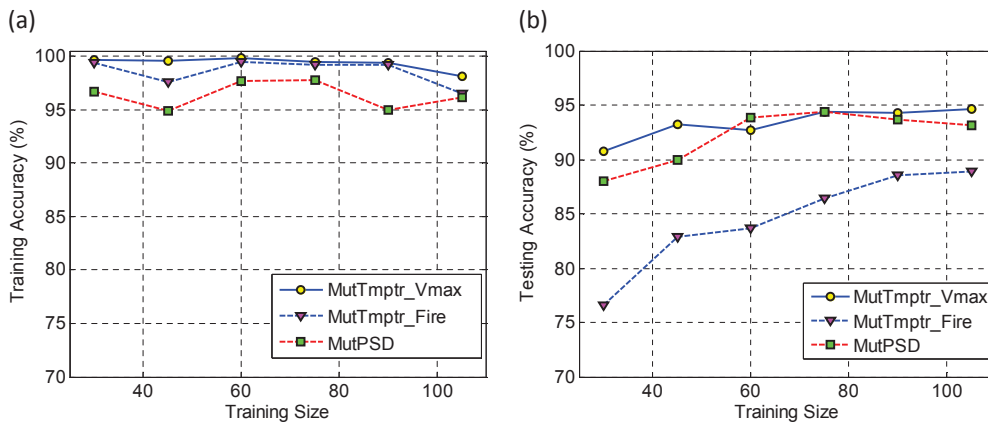 (a)
100
95
90
85
80
75
70
Training Accuracy (%)
40
60
80
100
Training Size
MutTmptr_Vmax
MutTmptr_Fire
MutPSD
(b)
100
95
90
85
80
75
70
Testing Accuracy (%)
40
60
80
100
Training Size
MutTmptr_Vmax
MutTmptr_Fire
MutPSD